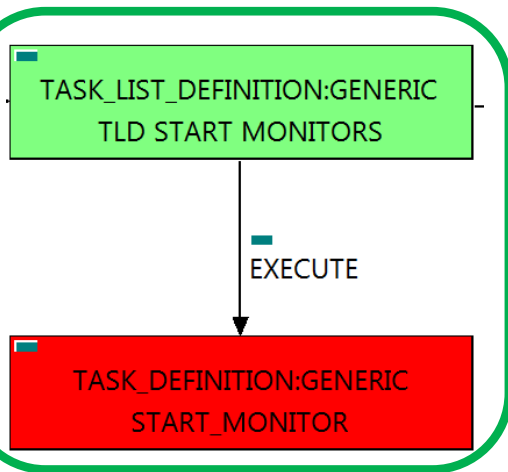 TASK_LIST_DEFINITION:GENERIC
TLD START MONITORS
EXECUTE
TASK_DEFINITION:GENERIC
START_MONITOR